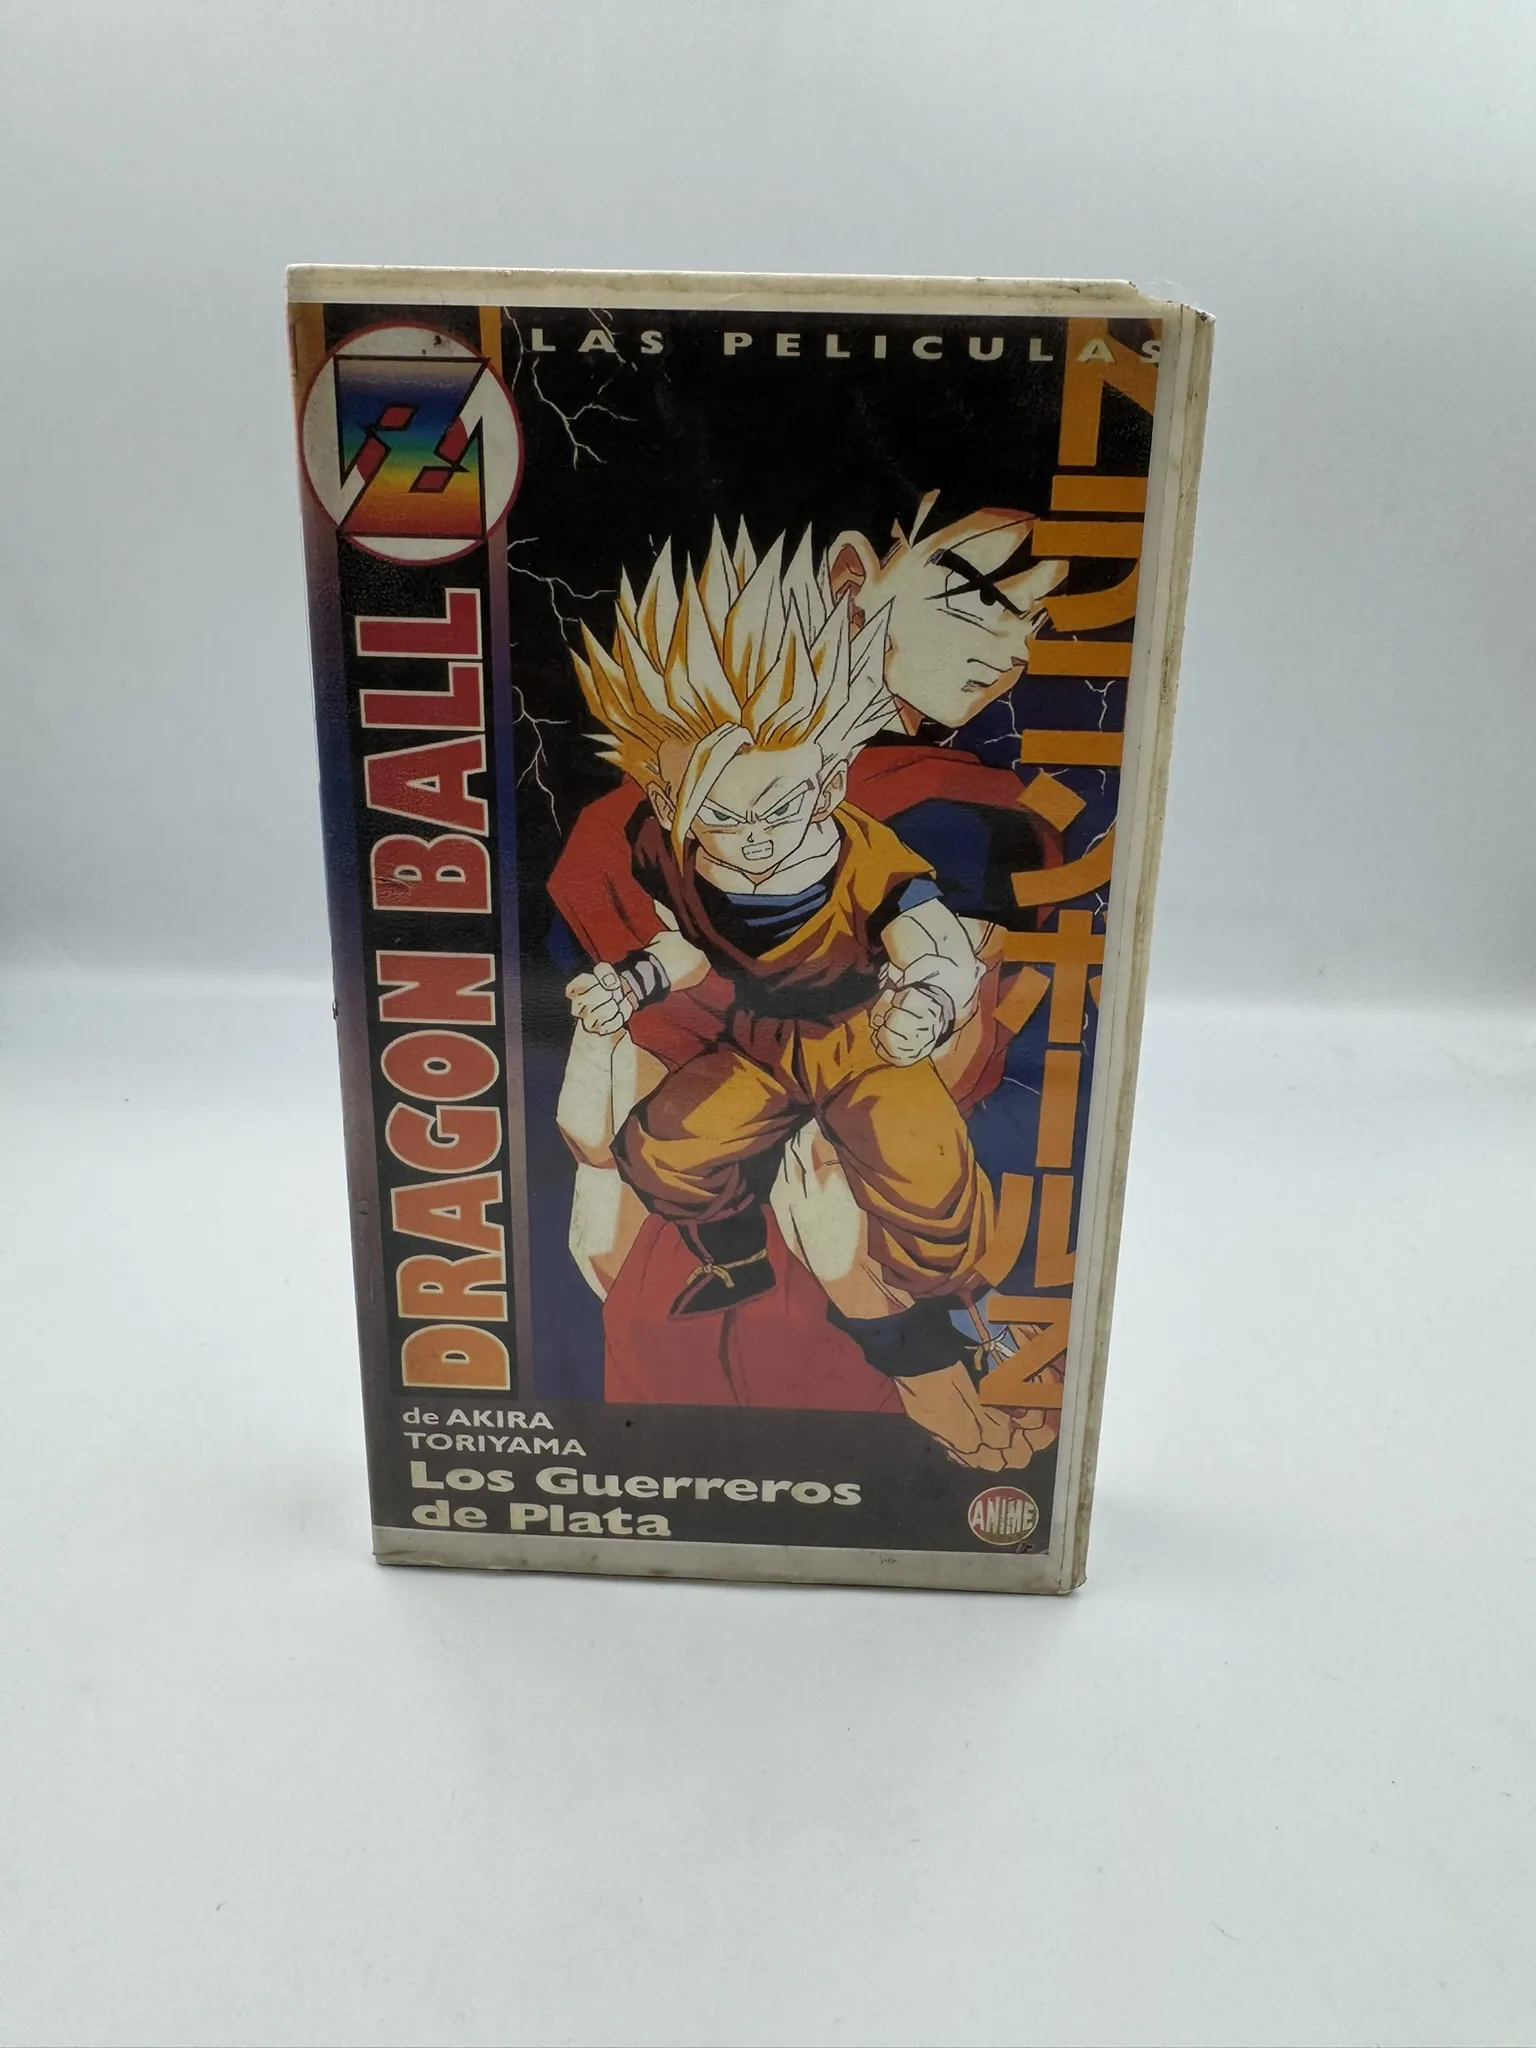 LAS PELICULAS
Z
DRAGON BALL
ドラゴンボールZ
de AKIRA
TORIYAMA
Los Guerreros
de Plata
ANIME